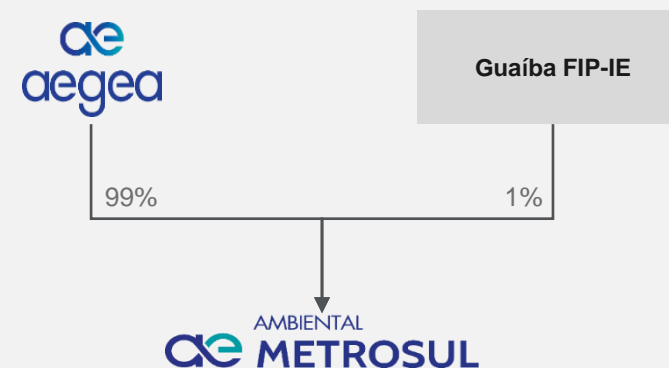 ae
aegea
Guaíba FIP-IE
99%
1%
AMBIENTAL
ae METROSUL